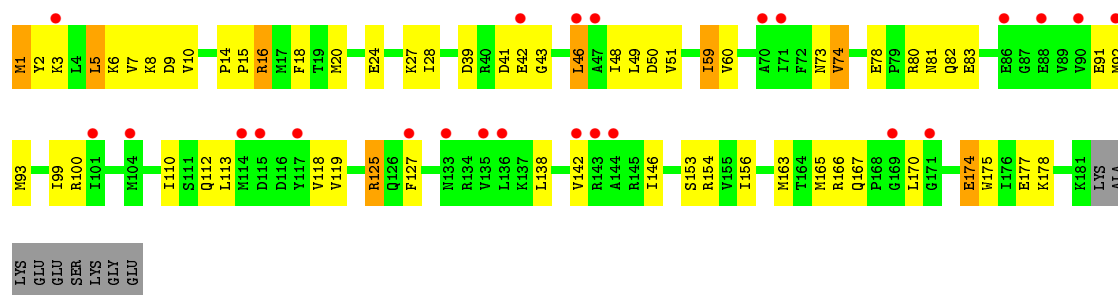 M1 Y2 K3 L4 L5 K6 V7 K8 D9 V10 P14 P15 R16 M17 F18 T19 M20 E24 K27 I28 D39 R40 D41 E42 G43 L46 A47 I48 L49 D50 V51 I59 V60 A70 I71 F72 N73 V74 E78 P79 R80 N81 Q82 E83 E86 G87 E88 V89 V90 E91 M92
M93 I99 R100 I101 M104 I110 S111 Q112 L113 M114 D115 D116 Y117 V118 V119 R125 Q126 F127 N133 R134 V135 L136 K137 L138 V142 R143 A144 R145 I146 S153 R154 V155 I156 M163 T164 M165 R166 Q167 P168 G169 L170 G171 E174 W175 I176 E177 K178 K181 LYS ALA
LYS GLU GLU SER LYS GLY GLU